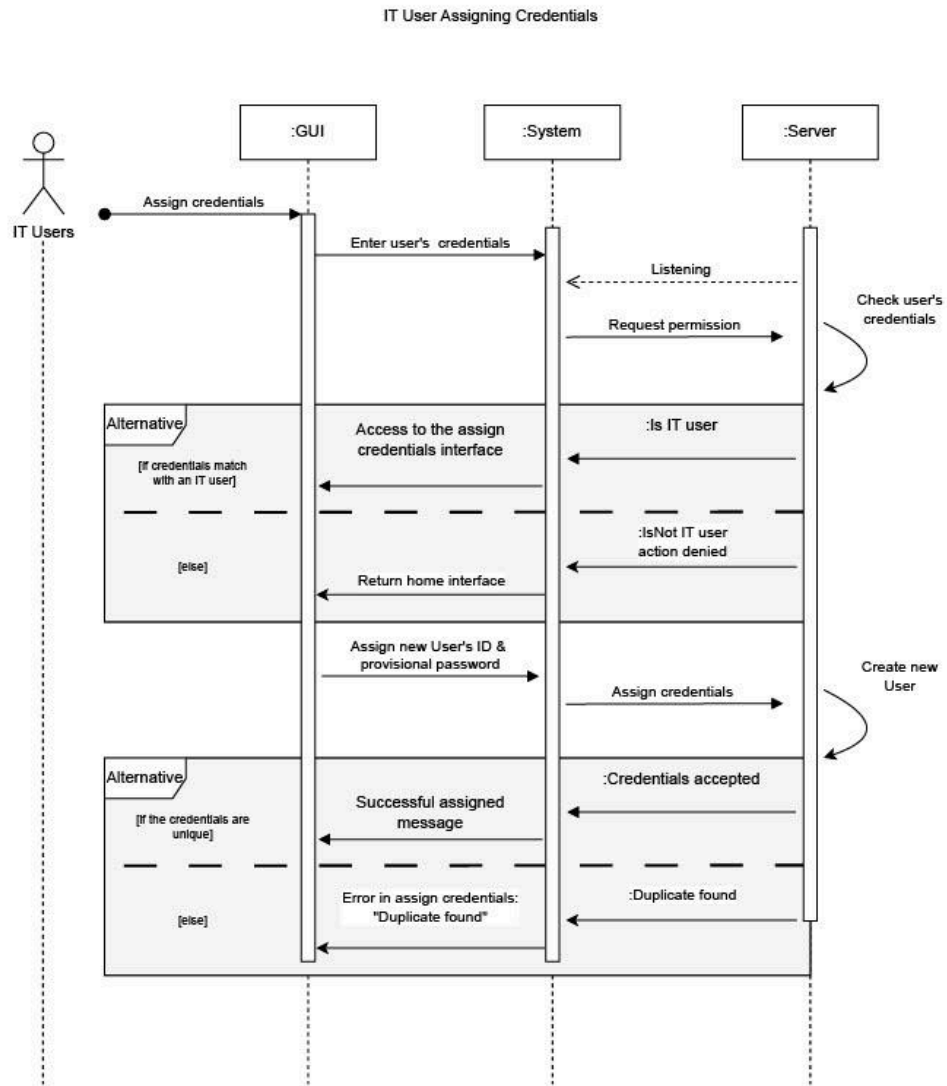 IT User Assigning Credentials
:GUI
:System
:Server
IT Users
Assign credentials
Enter user's credentials
Listening
Request permission
Check user's
credentials
Alternative
[If credentials match
with an IT user]
Access to the assign
credentials interface
:Is IT user
:IsNot IT user
action denied
[else]
Return home interface
Assign new User's ID &
provisional password
Assign credentials
Create new
User
Alternative
[If the credentials are
unique]
Successful assigned
message
:Credentials accepted
[else]
Error in assign credentials:
"Duplicate found"
:Duplicate found